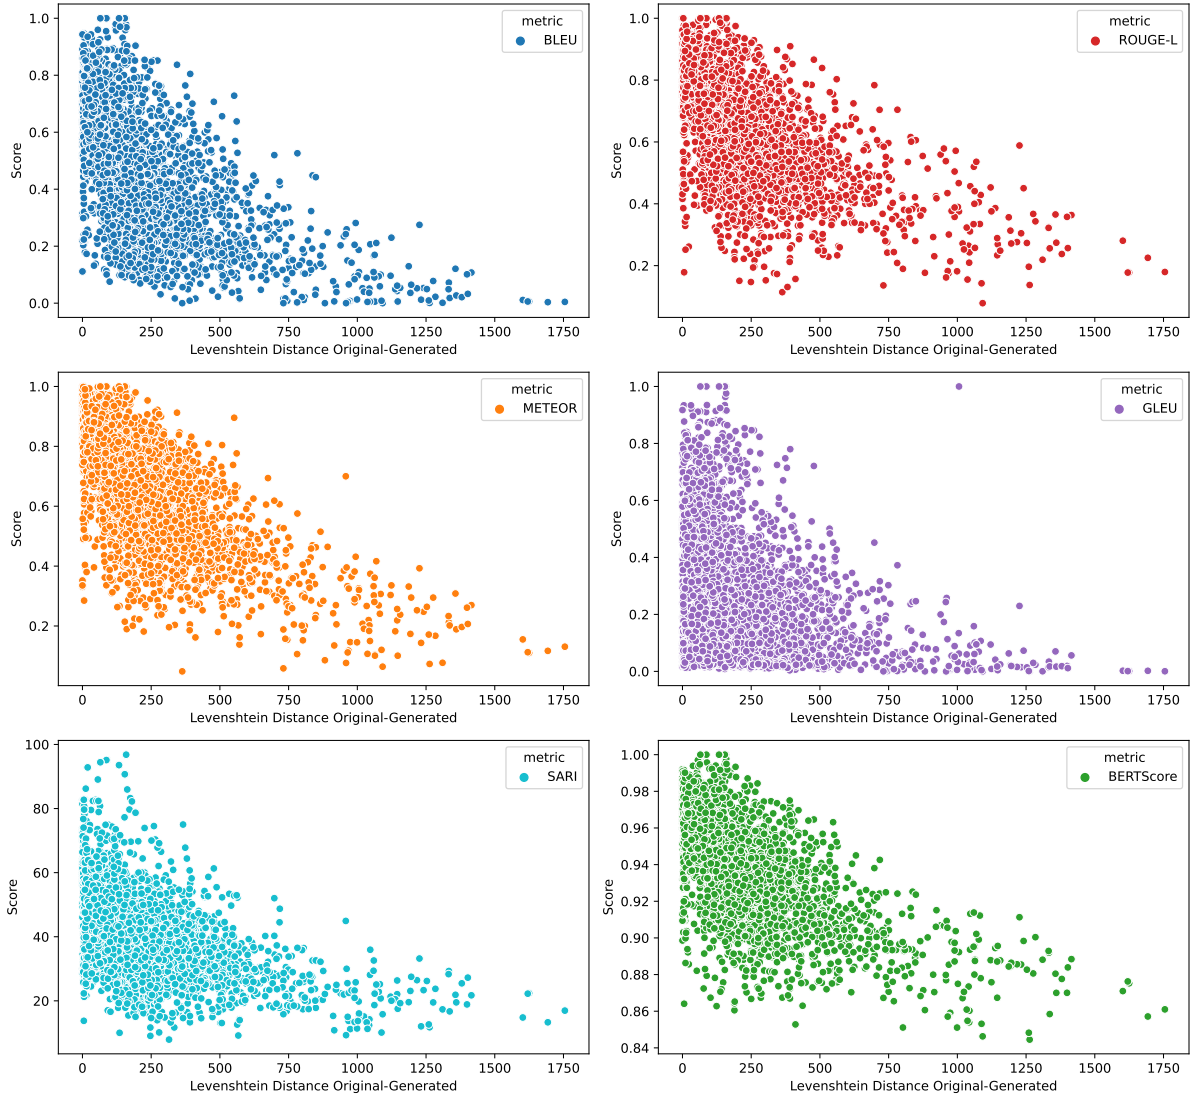 metric
BLEU
1.0
0.8
0.6
0.4
0.2
0.0
Score
0 250 500 750 1000 1250 1500 1750
Levenshtein Distance Original-Generated
metric
ROUGE-L
1.0
0.8
0.6
0.4
0.2
Score
0 250 500 750 1000 1250 1500 1750
Levenshtein Distance Original-Generated
metric
METEOR
1.0
0.8
0.6
0.4
0.2
Score
0 250 500 750 1000 1250 1500 1750
Levenshtein Distance Original-Generated
metric
GLEU
1.0
0.8
0.6
0.4
0.2
0.0
Score
0 250 500 750 1000 1250 1500 1750
Levenshtein Distance Original-Generated
metric
SARI
100
80
60
40
20
Score
0 250 500 750 1000 1250 1500 1750
Levenshtein Distance Original-Generated
metric
BERTScore
1.00
0.98
0.96
0.94
0.92
0.90
0.88
0.86
0.84
Score
0 250 500 750 1000 1250 1500 1750
Levenshtein Distance Original-Generated